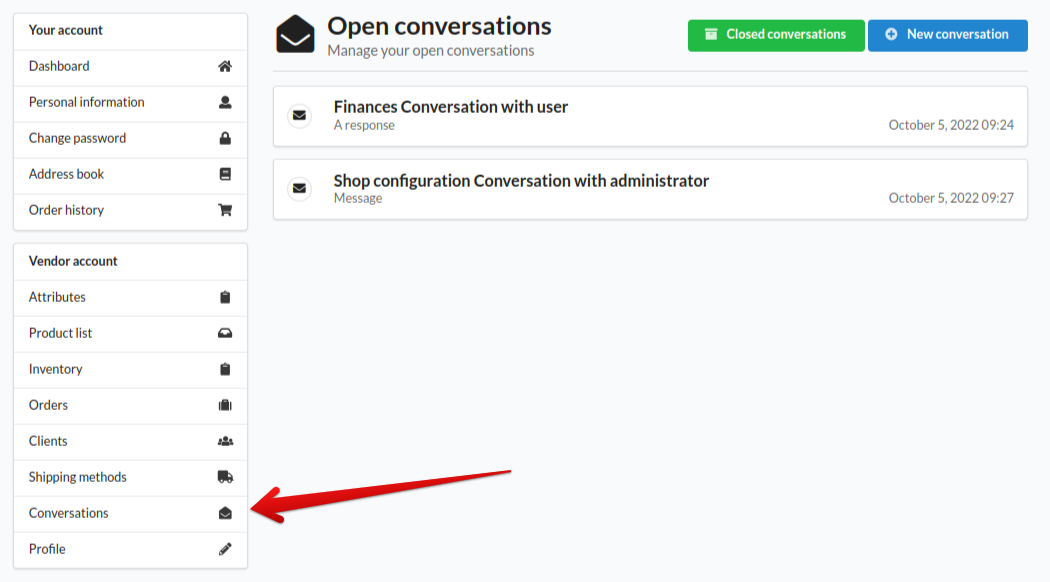 Your account
Dashboard
Personal information
Change password
Address book
Order history
Vendor account
Attributes
Product list
Inventory
Orders
Clients
Shipping methods
Conversations
Profile
Open conversations
Manage your open conversations
Closed conversations
New conversation
Finances Conversation with user
A response
October 5, 2022 09:24
Shop configuration Conversation with administrator
Message
October 5, 2022 09:27